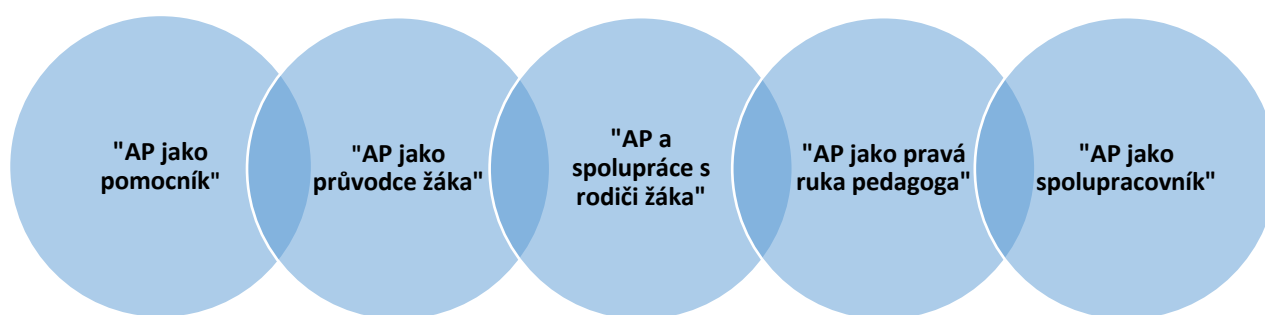 "AP jako
pomocník"
"AP jako
průvodce žáka"
"AP a
spolupráce s
rodiči žáka"
"AP jako pravá
ruka pedagoga"
"AP jako
spolupracovník"